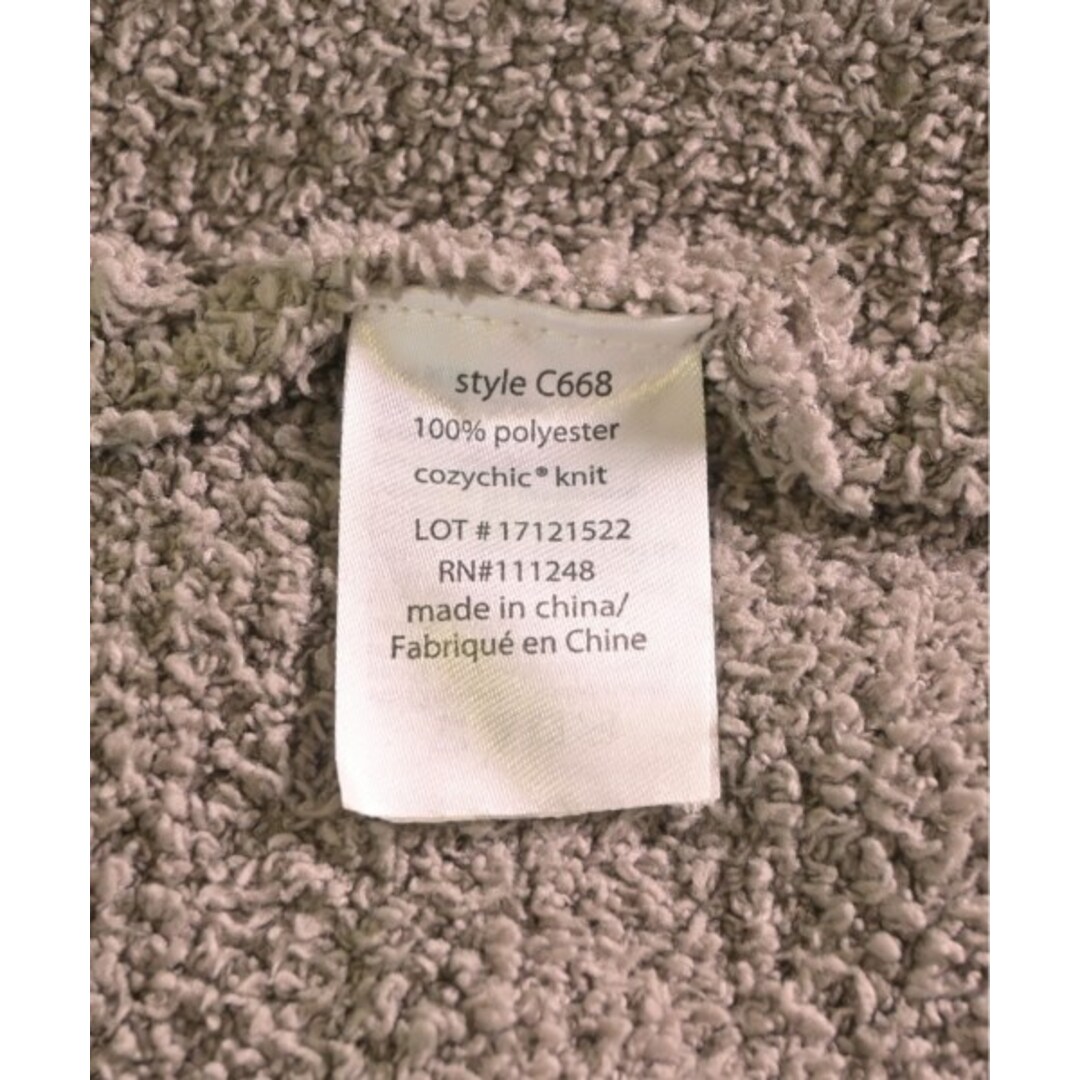 style C668
100% polyester
cozychic® knit
LOT # 17121522
RN#111248
made in china/
Fabriqué en Chine